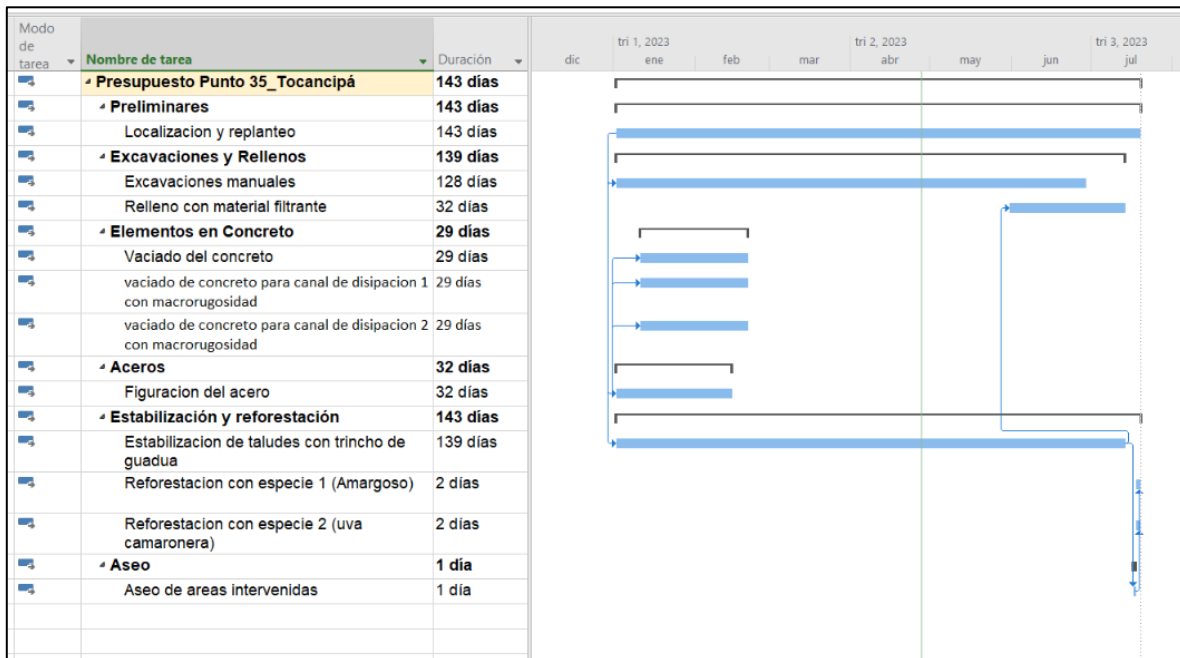 Modo de tarea Nombre de tarea Duración
tri 1, 2023 tri 2, 2023 tri 3, 2023
dic ene feb mar abr may jun jul
Presupuesto Punto 35_Tocancipá 143 días
Preliminares 143 días
Localizacion y replanteo 143 días
Excavaciones y Rellenos 139 días
Excavaciones manuales 128 días
Relleno con material filtrante 32 días
Elementos en Concreto 29 días
Vaciado del concreto 29 días
vaciado de concreto para canal de disipacion 1 29 días
con macrorugosidad
vaciado de concreto para canal de disipacion 2 29 días
con macrorugosidad
Aceros 32 días
Figuracion del acero 32 días
Estabilización y reforestación 143 días
Estabilizacion de taludes con trincho de 139 días
guadua
Reforestacion con especie 1 (Amargoso) 2 días
Reforestacion con especie 2 (uva 2 días
camaronera)
Aseo 1 día
Aseo de areas intervenidas 1 día